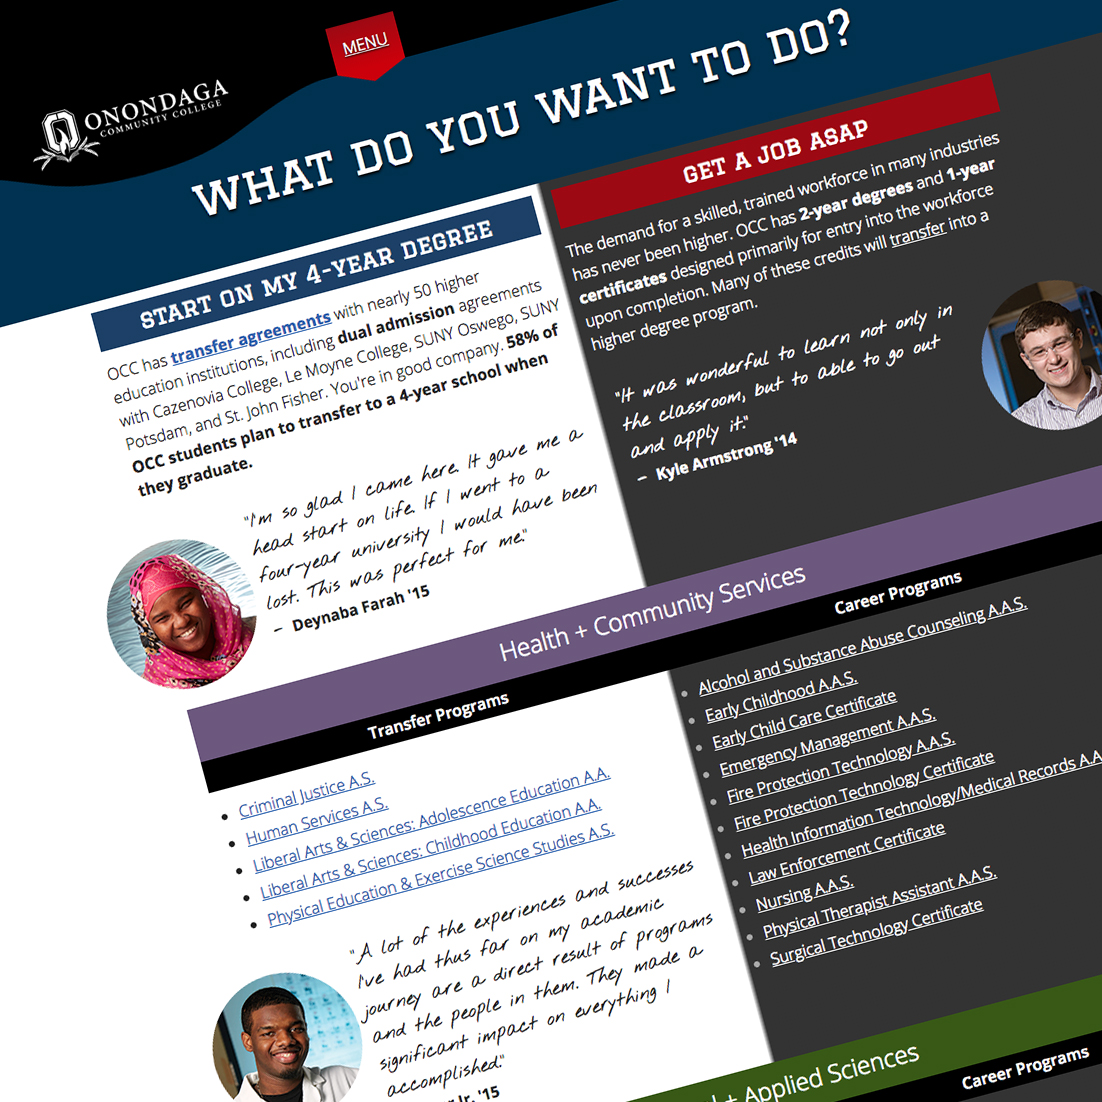 MENU
ONONDAGA
COMMUNITY COLLEGE
WHAT DO YOU WANT TO DO?
START ON MY 4-YEAR DEGREE
OCC has transfer agreements with nearly 50 higher
education institutions, including dual admission agreements
with Cazenovia College, Le Moyne College, SUNY Oswego, SUNY
Potsdam, and St. John Fisher. You're in good company. 58% of
OCC students plan to transfer to a 4-year school when
they graduate.
"I'm so glad I came here. It gave me a
head start on life. If I went to a
four-year university I would have been
lost. This was perfect for me."
– Deynaba Farah '15
GET A JOB ASAP
The demand for a skilled, trained workforce in many industries
has never been higher. OCC has 2-year degrees and 1-year
certificates designed primarily for entry into the workforce
upon completion. Many of these credits will transfer into a
higher degree program.
"It was wonderful to learn not only in
the classroom, but to able to go out
and apply it."
– Kyle Armstrong '14
Health + Community Services
Transfer Programs
Criminal Justice A.S.
Human Services A.S.
Liberal Arts & Sciences: Adolescence Education A.A.
Liberal Arts & Sciences: Childhood Education A.A.
Physical Education & Exercise Science Studies A.S.
"A lot of the experiences and successes
I've had thus far on my academic
journey are a direct result of programs
and the people in them. They made a
significant impact on everything I
accomplished."
Jr. '15
Career Programs
Alcohol and Substance Abuse Counseling A.A.S.
Early Childhood A.A.S.
Early Child Care Certificate
Emergency Management A.A.S.
Fire Protection Technology A.A.S.
Fire Protection Technology Certificate
Health Information Technology/Medical Records A.A
Law Enforcement Certificate
Nursing A.A.S.
Physical Therapist Assistant A.A.S.
Surgical Technology Certificate
+ Applied Sciences
Career Programs